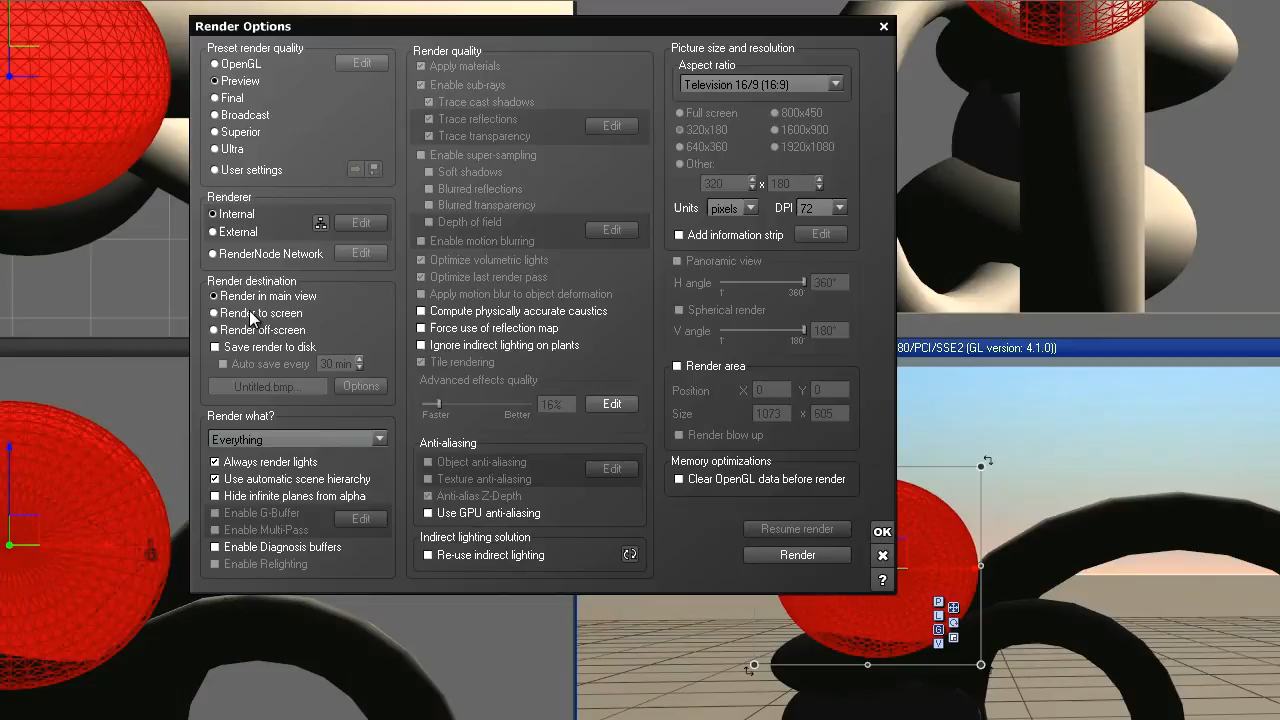 Render Options
Preset render quality
OpenGL
Edit
Preview
Final
Broadcast
Superior
Ultra
User settings
Renderer
Internal
External
Edit
RenderNode Network
Edit
Render destination
Render in main view
Render to screen
Render off-screen
Save render to disk
Auto save every
30 min
Untitled.bmp...
Options
Render what?
Everything
Always render lights
Use automatic scene hierarchy
Hide infinite planes from alpha
Enable G-Buffer
Enable Multi-Pass
Edit
Enable Diagnosis buffers
Enable Relighting
Render quality
Apply materials
Enable sub-rays
Trace cast shadows
Trace reflections
Trace transparency
Edit
Enable super-sampling
Soft shadows
Blurred reflections
Blurred transparency
Depth of field
Enable motion blurring
Edit
Optimize volumetric lights
Optimize last render pass
Apply motion blur to object deformation
Compute physically accurate caustics
Force use of reflection map
Ignore indirect lighting on plants
Tile rendering
Advanced effects quality
Faster
Better
16%
Edit
Anti-aliasing
Object anti-aliasing
Texture anti-aliasing
Edit
Anti-alias Z-Depth
Use GPU anti-aliasing
Indirect lighting solution
Re-use indirect lighting
Picture size and resolution
Aspect ratio
Television 16/9 (16:9)
Full screen
800x450
320x180
1600x900
640x360
1920x1080
Other:
320 x 180
Units pixels DPI 72
Add information strip
Edit
Panoramic view
H angle
360°
1' 360'
Spherical render
V angle
180°
1' 180'
Render area
Position X 0 Y 0
Size 1073 x 605
Render blow up
Memory optimizations
Clear OpenGL data before render
Resume render
Render
OK
?
80/PCI/SSE2 (GL version: 4.1.0))
P
L
G
V